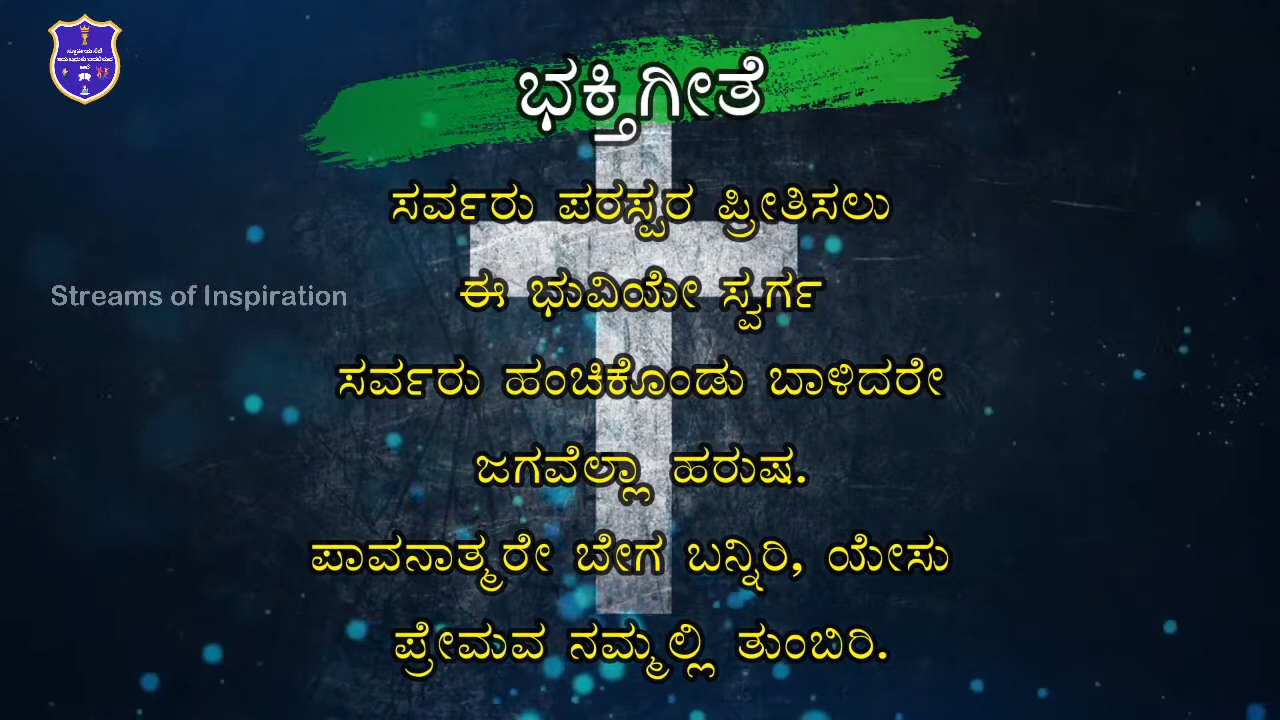 ಭಕ್ತಿಗೀತೆ
ಸರ್ವರು ಪರಸ್ಪರ ಪ್ರೀತಿಸಲು
Streams of Inspiration
ಈ ಭುವಿಯೇ ಸ್ವರ್ಗ
ಸರ್ವರು ಹಂಚಿಕೊಂಡು ಬಾಳಿದರೇ
ಜಗವೆಲ್ಲಾ ಹರುಷ.
ಪಾವನಾತ್ಮರೇ ಬೇಗ ಬನ್ನಿರಿ, ಯೇಸು
ಪ್ರೇಮವ ನಮ್ಮಲ್ಲಿ ತುಂಬಿರಿ.